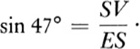 sin 47° = SV/ES.